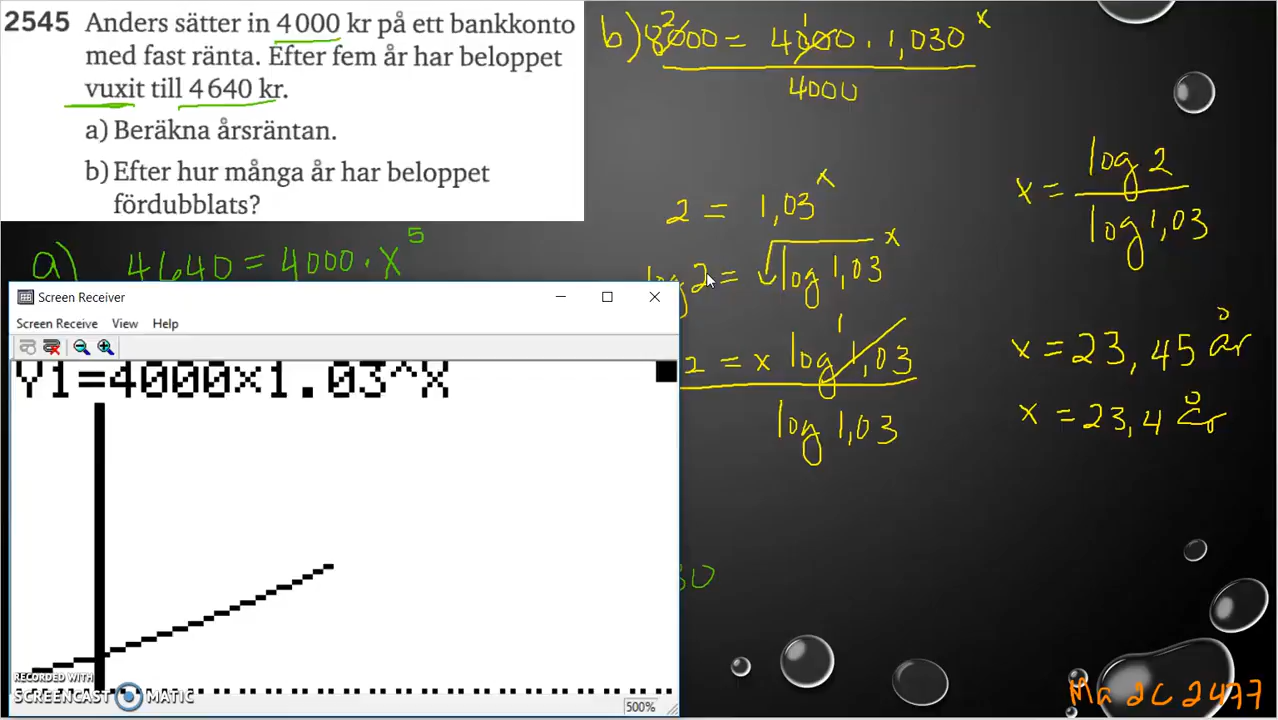 2545 Anders sätter in 4 000 kr på ett bankkonto
med fast ränta. Efter fem år har beloppet
vuxit till 4 640 kr.
a) Beräkna årsräntan.
b) Efter hur många år har beloppet
fördubblats?
a) 4640 = 4000 · x^5
Screen Receiver
Screen Receive View Help
Y1=4000×1.03^X
RECORDED WITH
SCREENCAST MATIC
500%
b) 8000 = 4000 · 1,030^x
2 1
4000
2 = 1,03^x
log 2 = √log 1,03^x
2 = x log 1,03
1
log 1,03
x = log 2
log 1,03
x = 23,45 år
x = 23,4 år
Ma 2C 2477